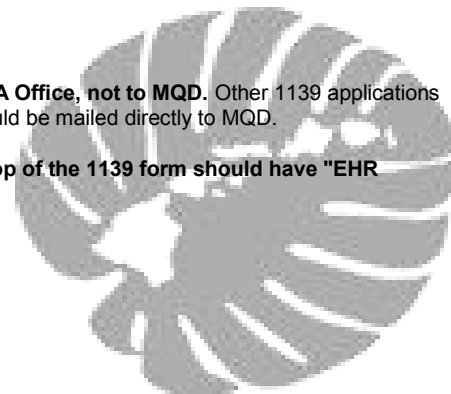 A Office, not to MQD. Other 1139 applications
uld be mailed directly to MQD.
op of the 1139 form should have "EHR